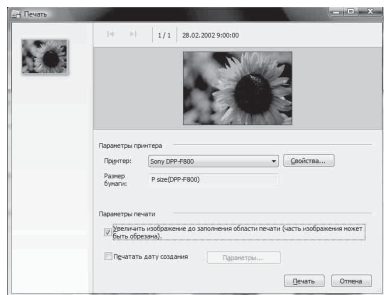 Печать
1 / 1 28.02.2002 9:00:00
Параметры принтера
Принтер: Sony DPP-F800 Свойства...
Размер бумаги: P size(DPP-F800)
Параметры печати
Увеличить изображение до заполнения области печати (часть изображения может
быть обрезана).
Печатать дату создания Параметры...
Печать Отмена